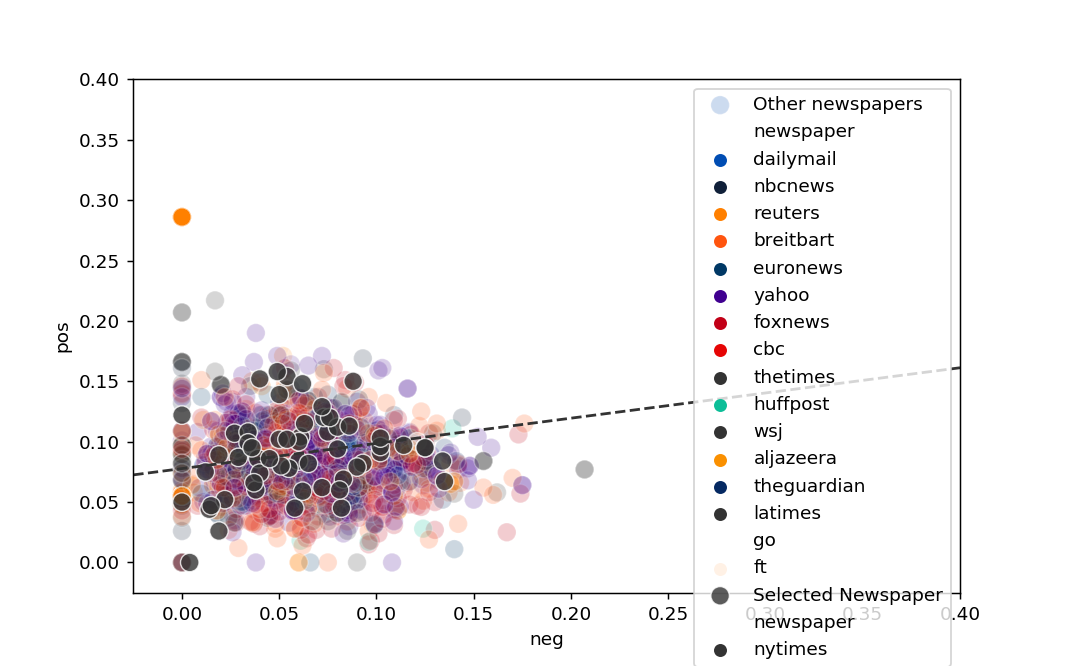 0.40
0.35
0.30
0.25
0.20
0.15
0.10
0.05
0.00
pos
0.00 0.05 0.10 0.15 0.20 0.25 0.30 0.35 0.40
neg
Other newspapers
newspaper
dailymail
nbcnews
reuters
breitbart
euronews
yahoo
foxnews
cbc
thetimes
huffpost
wsj
aljazeera
theguardian
latimes
go
ft
Selected Newspaper
newspaper
nytimes